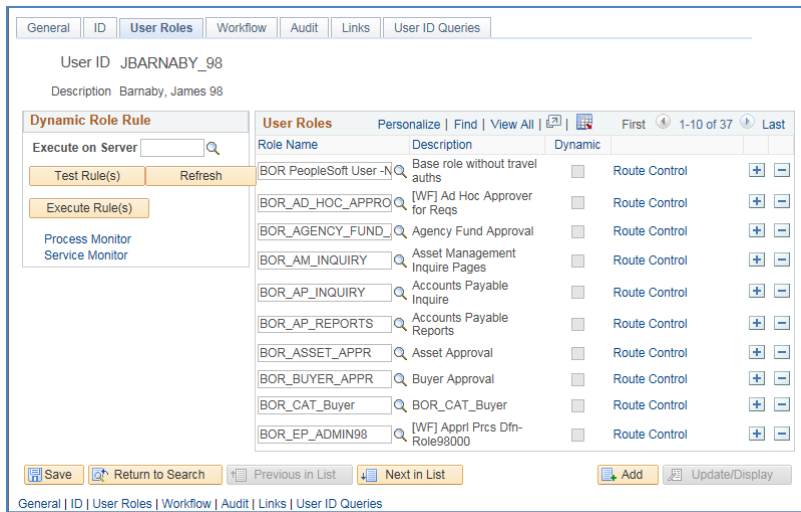 General ID User Roles Workflow Audit Links User ID Queries
User ID JBARNABY_98
Description Barnaby, James 98
Dynamic Role Rule
Execute on Server
Test Rule(s) Refresh
Execute Rule(s)
Process Monitor
Service Monitor
User Roles Personalize | Find | View All | | First 1-10 of 37 Last
Role Name Description Dynamic
BOR PeopleSoft User -N Base role without travel auths Route Control
BOR_AD_HOC_APPRO [WF] Ad Hoc Approver for Reqs Route Control
BOR_AGENCY_FUND_ Agency Fund Approval Route Control
BOR_AM_INQUIRY Asset Management Inquire Pages Route Control
BOR_AP_INQUIRY Accounts Payable Inquire Route Control
BOR_AP_REPORTS Accounts Payable Reports Route Control
BOR_ASSET_APPR Asset Approval Route Control
BOR_BUYER_APPR Buyer Approval Route Control
BOR_CAT_Buyer BOR_CAT_Buyer Route Control
BOR_EP_ADMIN98 [WF] Apprl Prcs Dfn-Role98000 Route Control
Save Return to Search Previous in List Next in List Add Update/Display
General | ID | User Roles | Workflow | Audit | Links | User ID Queries